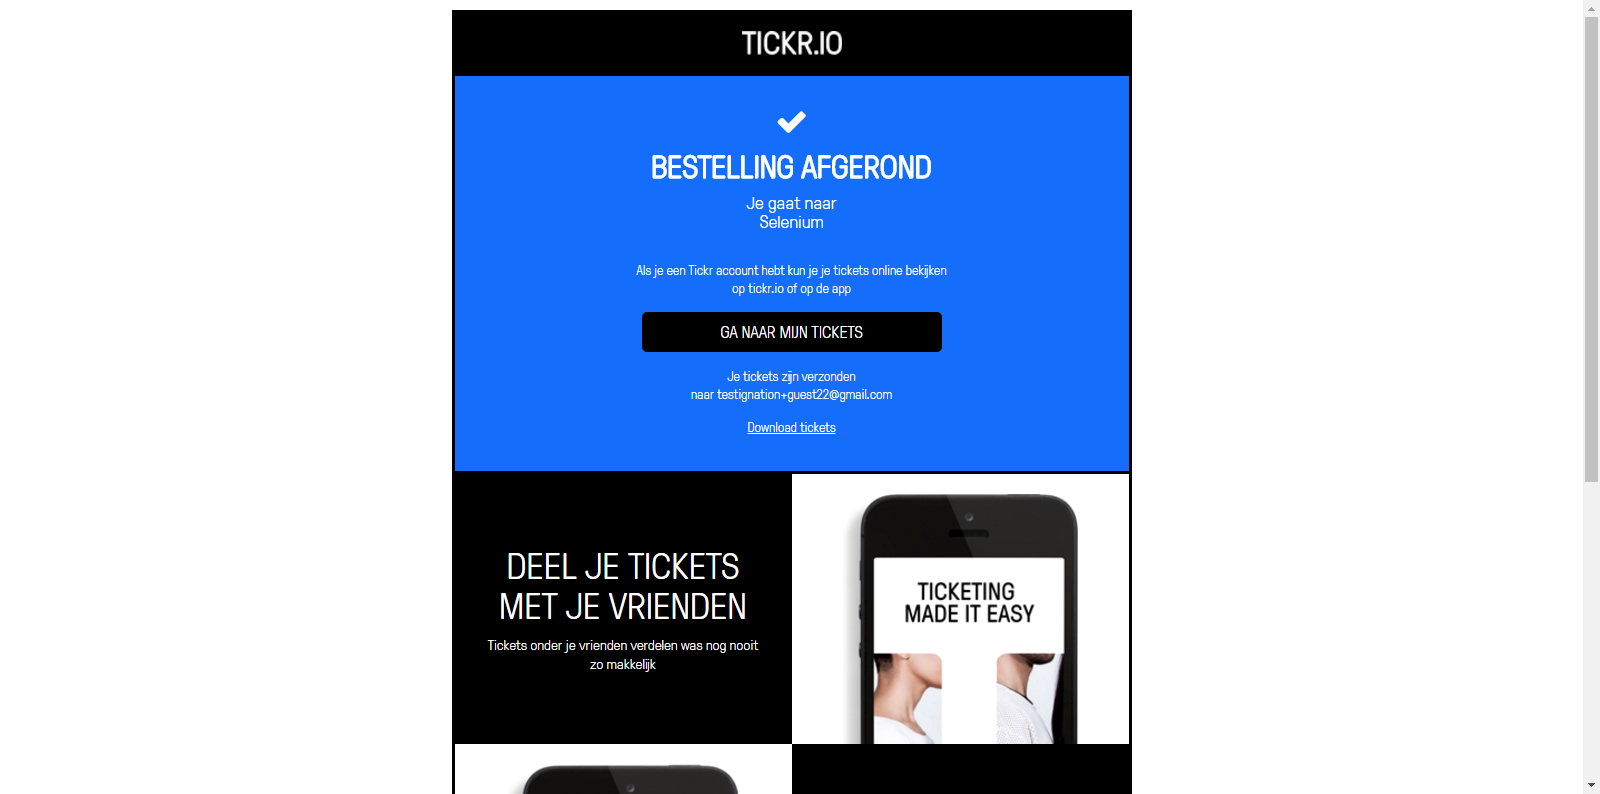 TICKR.IO
BESTELLING AFGEROND
Je gaat naar
Selenium
Als je een Tickr account hebt kun je je tickets online bekijken
op tickr.io of op de app
GA NAAR MIJN TICKETS
Je tickets zijn verzonden
naar testignation+guest22@gmail.com
Download tickets
DEEL JE TICKETS
MET JE VRIENDEN
Tickets onder je vrienden verdelen was nog nooit
zo makkelijk
TICKETING
MADE IT EASY